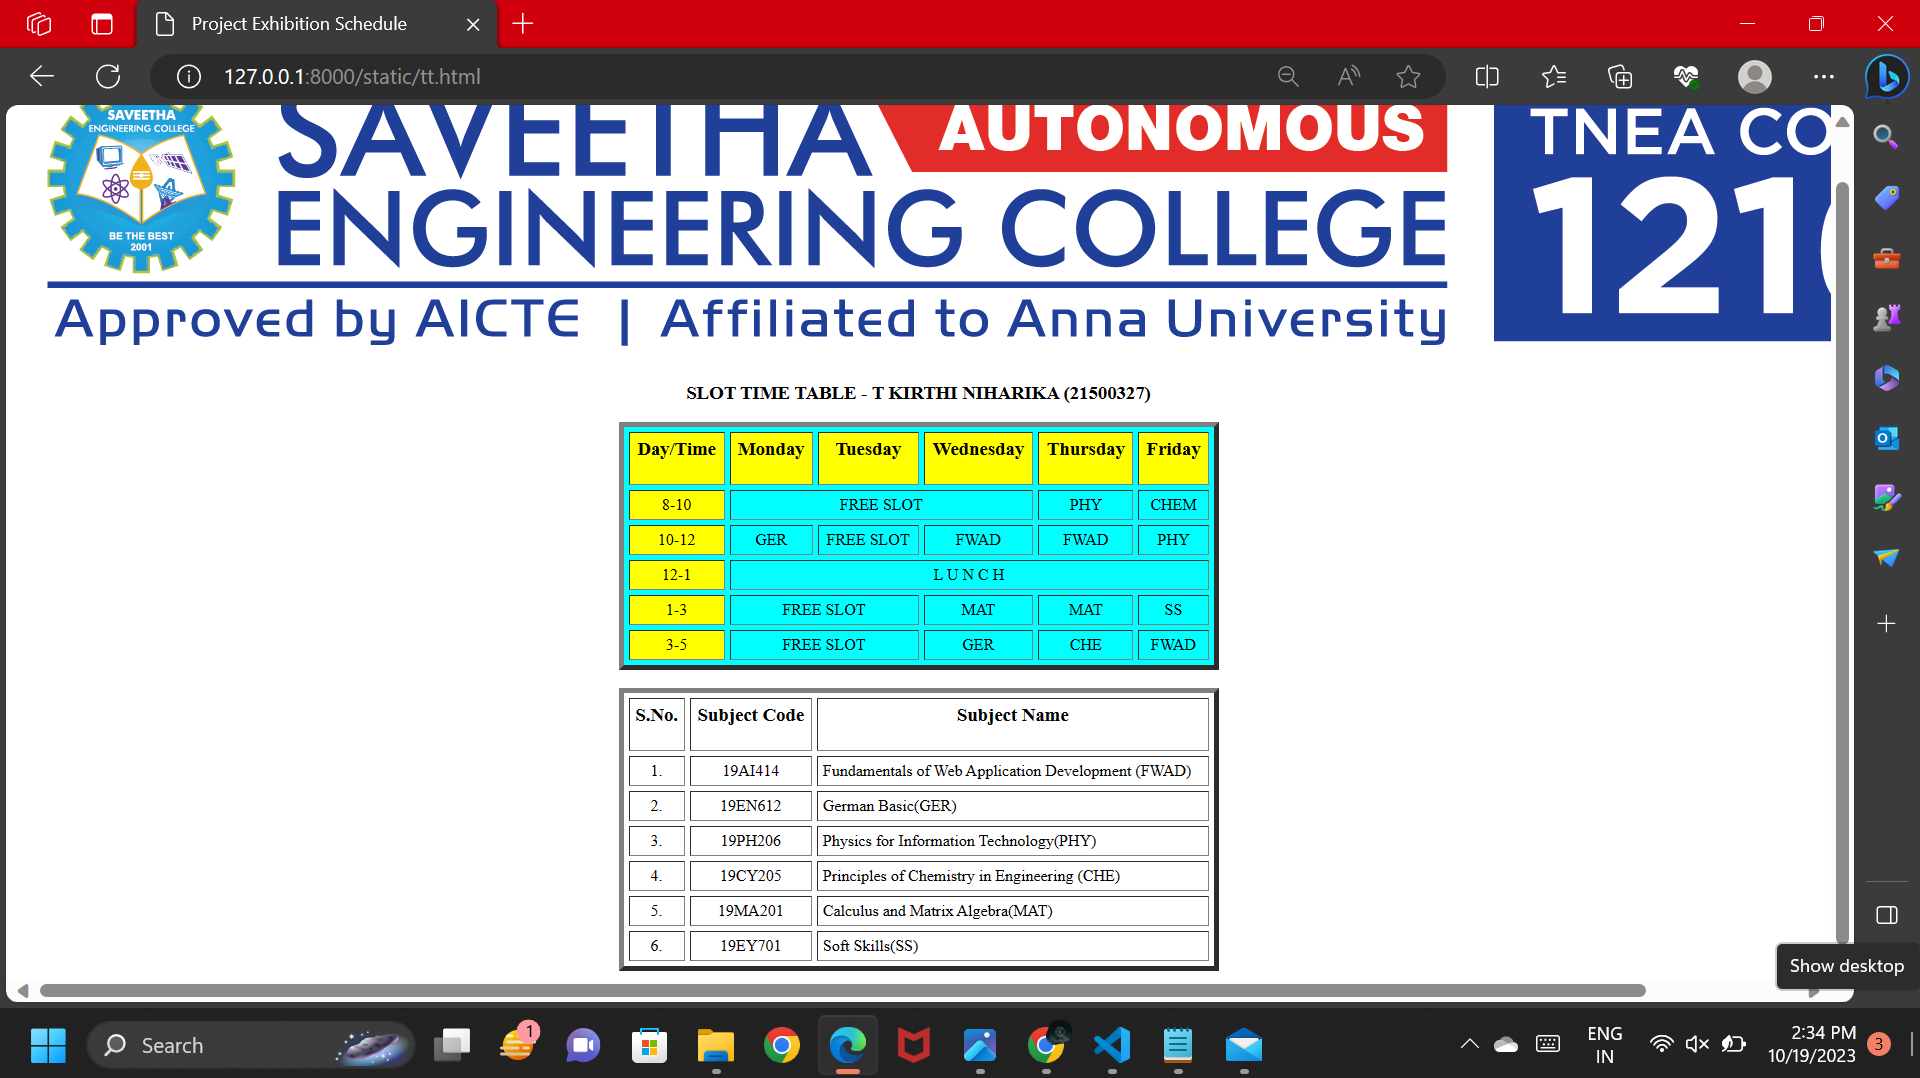 Project Exhibition Schedule
127.0.0.1:8000/static/tt.html
SAVEETHA
ENGINEERING COLLEGE
BE THE BEST
2001
SAVEETHA
AUTONOMOUS
ENGINEERING COLLEGE
Approved by AICTE | Affiliated to Anna University
TNEA CO
121
SLOT TIME TABLE - T KIRTHI NIHARIKA (21500327)
Day/Time Monday Tuesday Wednesday Thursday Friday
8-10 FREE SLOT PHY CHEM
10-12 GER FREE SLOT FWAD FWAD PHY
12-1 L U N C H
1-3 FREE SLOT MAT MAT SS
3-5 FREE SLOT GER CHE FWAD
S.No. Subject Code Subject Name
1. 19AI414 Fundamentals of Web Application Development (FWAD)
2. 19EN612 German Basic(GER)
3. 19PH206 Physics for Information Technology(PHY)
4. 19CY205 Principles of Chemistry in Engineering (CHE)
5. 19MA201 Calculus and Matrix Algebra(MAT)
6. 19EY701 Soft Skills(SS)
Show desktop
Search
1
ENG
IN
2:34 PM
10/19/2023
3